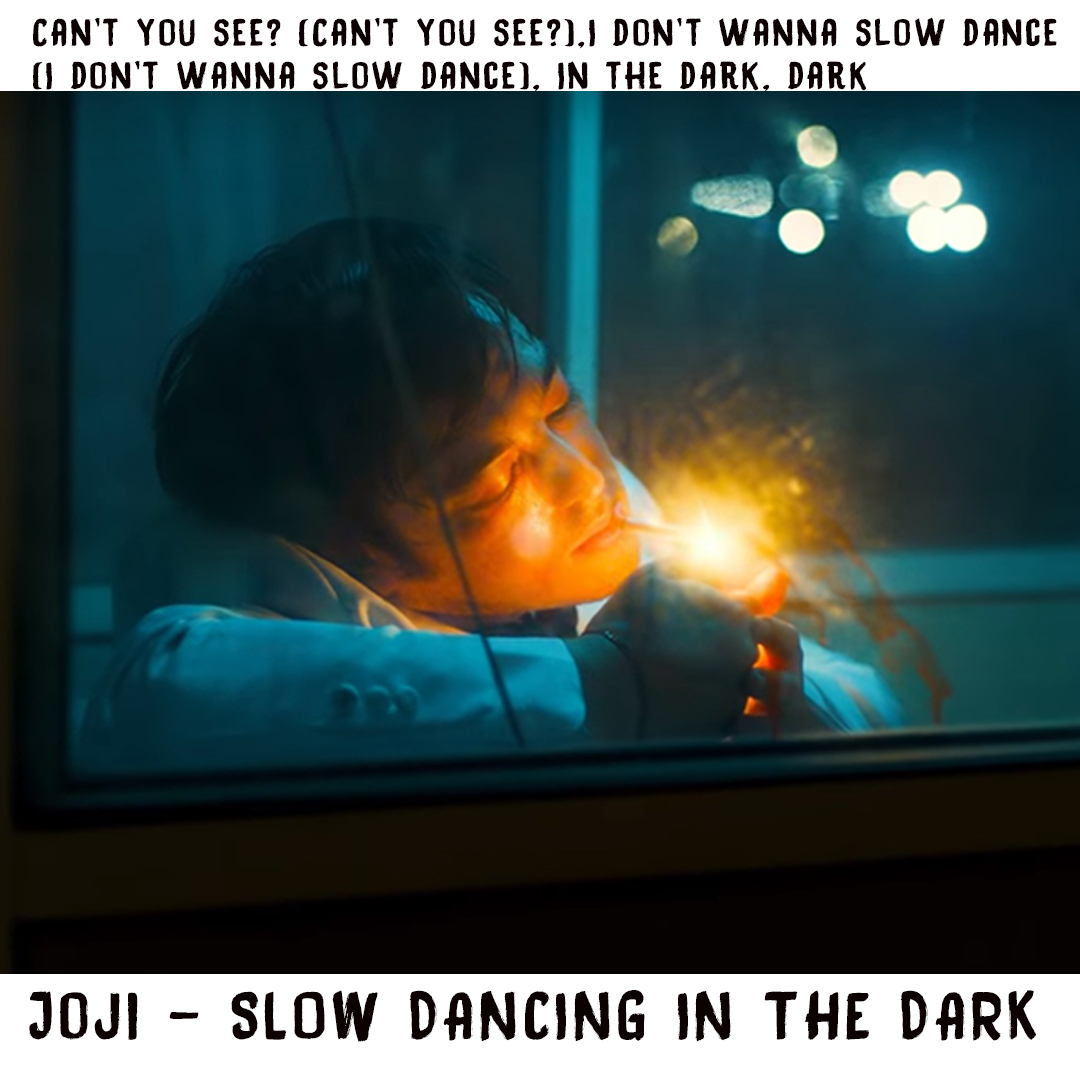 CAN'T YOU SEE? (CAN'T YOU SEE?),I DON'T WANNA SLOW DANCE
(I DON'T WANNA SLOW DANCE), IN THE DARK, DARK
JOJI - SLOW DANCING IN THE DARK